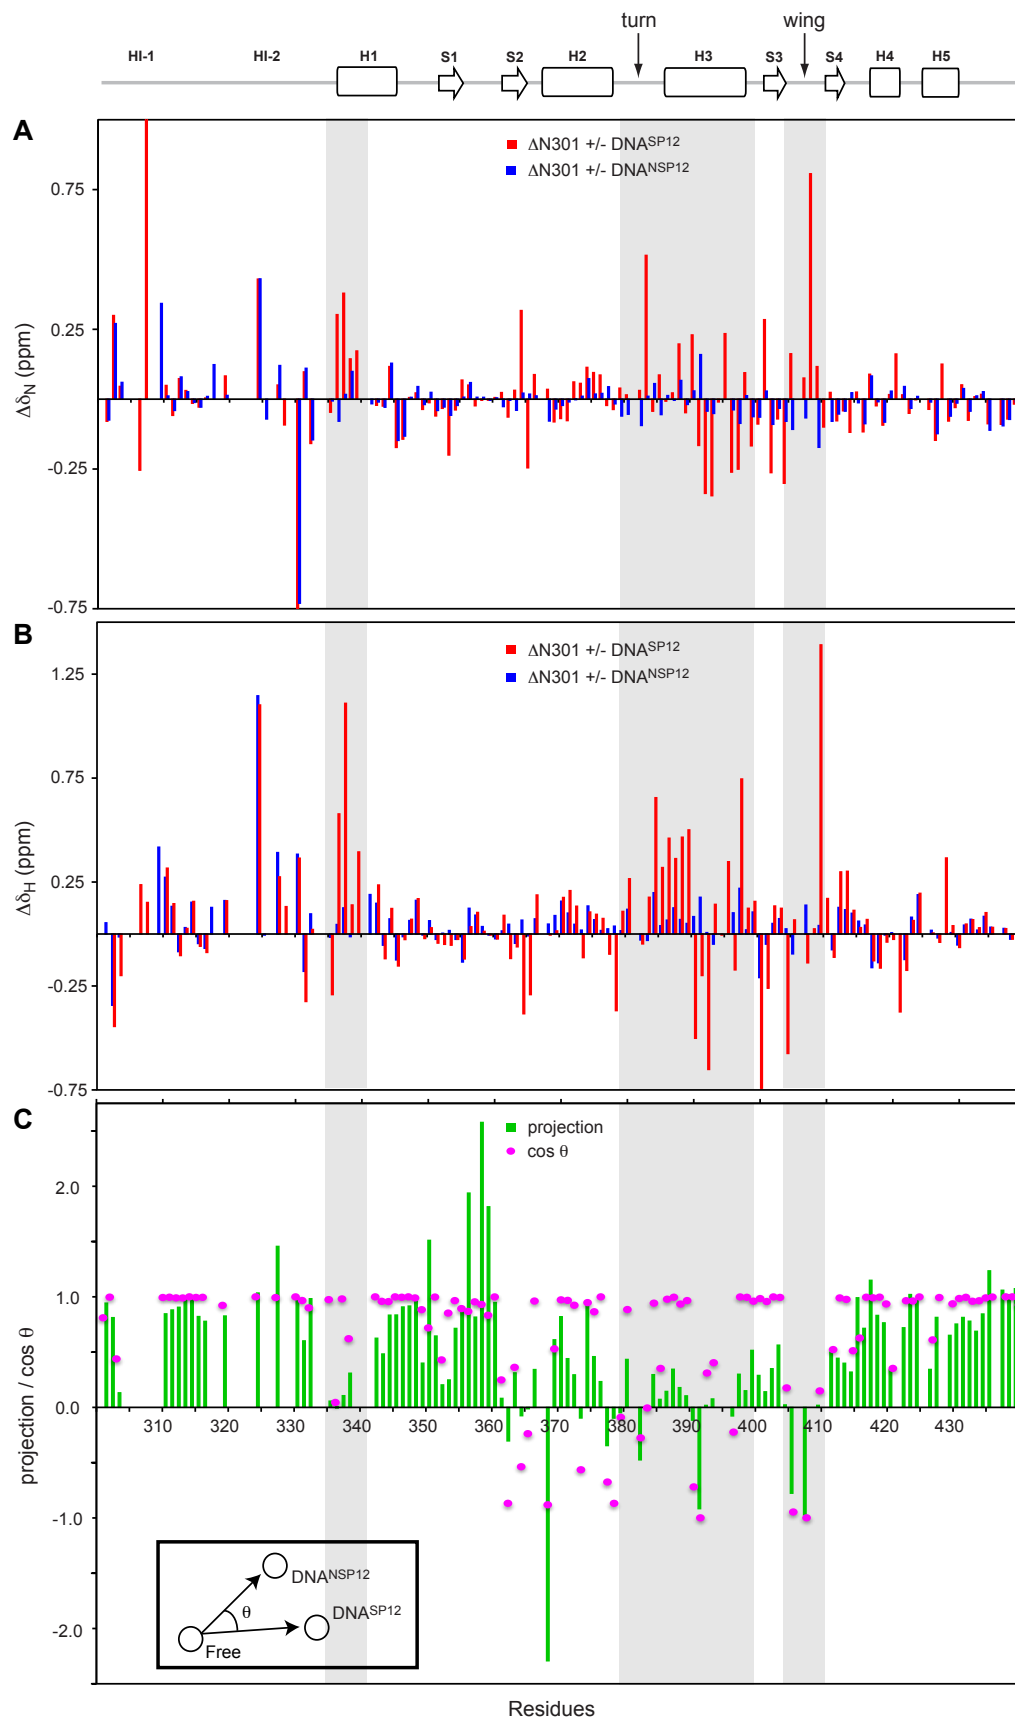 turn wing
HI-1 HI-2 H1 S1 S2 H2 H3 S3 S4 H4 H5
A
ΔN301 +/- DNASP12
ΔN301 +/- DNANSP12
0.75
0.25
-0.25
-0.75
ΔδN (ppm)
B
ΔN301 +/- DNASP12
ΔN301 +/- DNANSP12
1.25
0.75
0.25
-0.25
-0.75
ΔδH (ppm)
C
projection
cos θ
2.0
1.0
0.0
-1.0
-2.0
projection / cos θ
310 320 330 340 350 360 370 380 390 400 410 420 430
DNANSP12
θ
DNASP12
Free
Residues